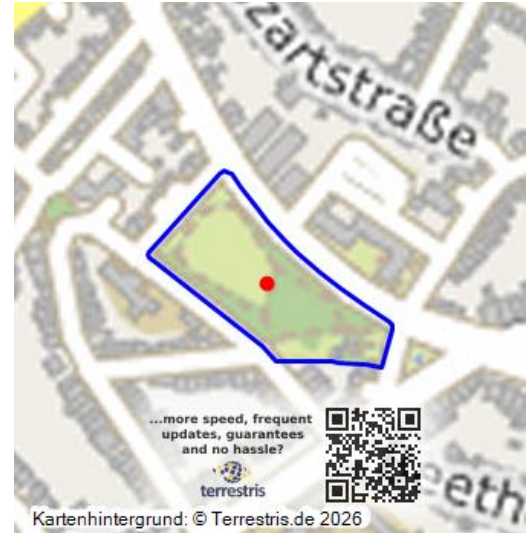 zartstraße
...more speed, frequent
updates, guarantees
and no hassle?
terrestris
eth
Kartenhintergrund: © Terrestris.de 2026